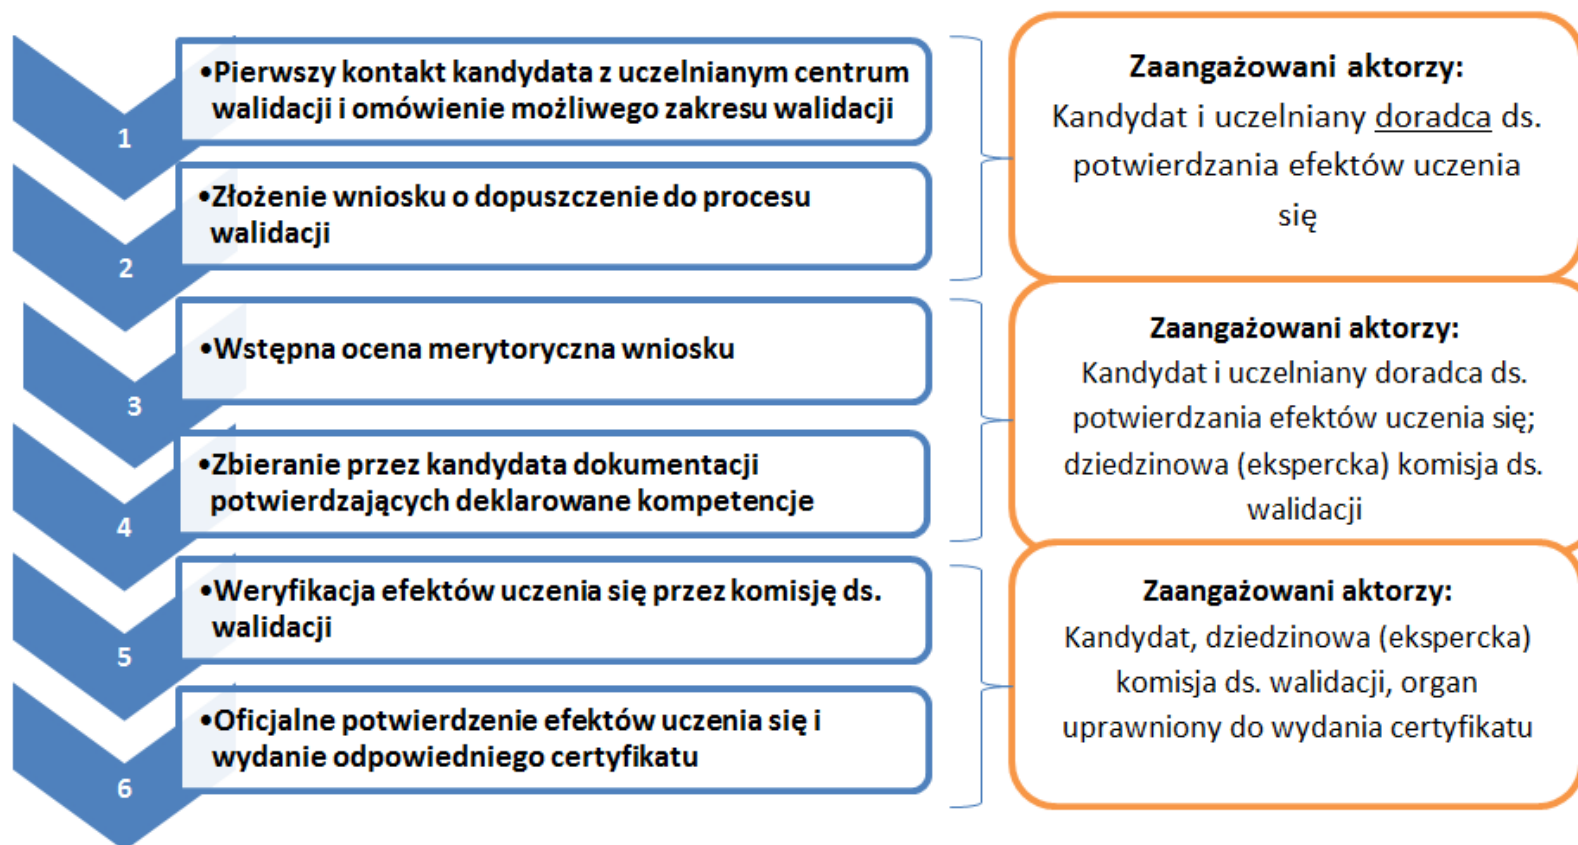 1
•Pierwszy kontakt kandydata z uczelnianym centrum
walidacji i omówienie możliwego zakresu walidacji
2
•Złożenie wniosku o dopuszczenie do procesu
walidacji
Zaangażowani aktorzy:
Kandydat i uczelniany doradca ds.
potwierdzania efektów uczenia
się
3
•Wstępna ocena merytoryczna wniosku
4
•Zbieranie przez kandydata dokumentacji
potwierdzających deklarowane kompetencje
Zaangażowani aktorzy:
Kandydat i uczelniany doradca ds.
potwierdzania efektów uczenia się;
dziedzinowa (ekspercka) komisja ds.
walidacji
5
•Weryfikacja efektów uczenia się przez komisję ds.
walidacji
6
•Oficjalne potwierdzenie efektów uczenia się i
wydanie odpowiedniego certyfikatu
Zaangażowani aktorzy:
Kandydat, dziedzinowa (ekspercka)
komisja ds. walidacji, organ
uprawniony do wydania certyfikatu